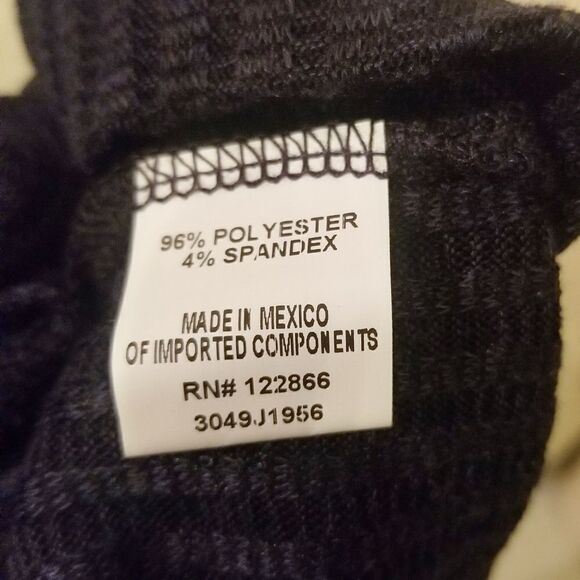 96% POLYESTER
4% SPANDEX
MADE IN MEXICO
OF IMPORTED COMPONENTS
RN# 122866
3049J1956